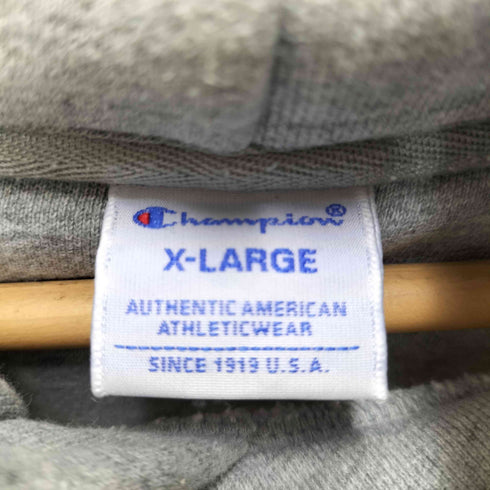 Champion®
X-LARGE
AUTHENTIC AMERICAN
ATHLETICWEAR
SINCE 1919 U.S.A.